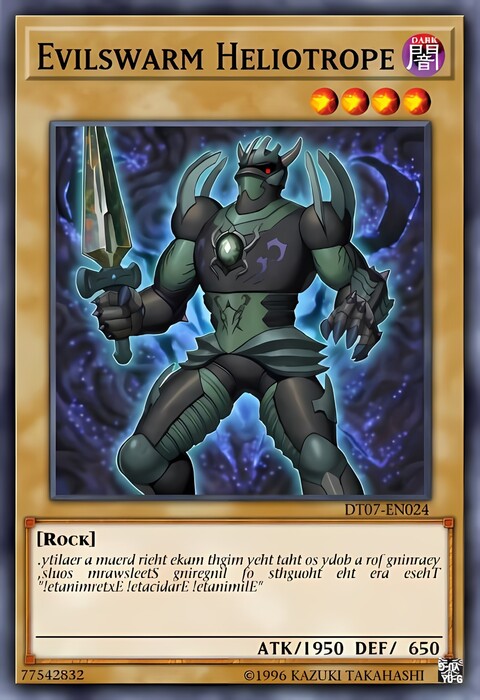 EVILSWARM HELIOTROPE
DARK
闇
DT07-EN024
[ROCK]
.ytilaer a maerd rieht ekam thgim yeht taht os ydob a rof gninraey
,sluos mrawsleetS gniregnil fo sthguoht eht era esehT
"!etanimretxE !etacidarE !etanimilE"
ATK/1950 DEF/ 650
77542832
©1996 KAZUKI TAKAHASHI